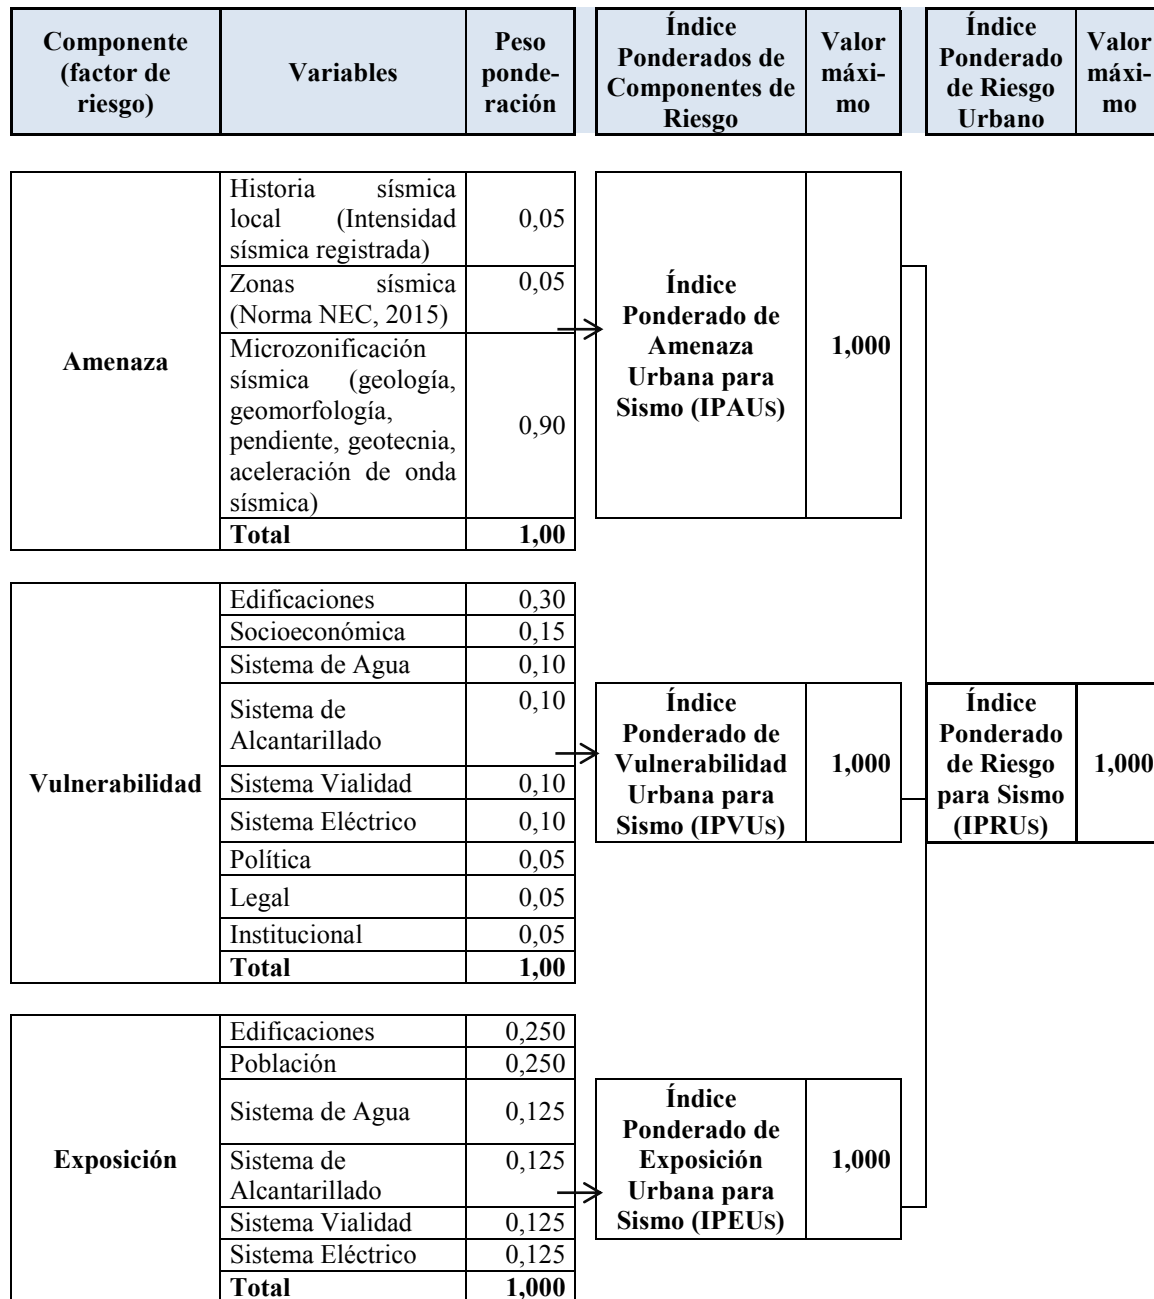 Componente
(factor de
riesgo)
Variables
Peso
ponde-
ración
Índice
Ponderados de
Componentes de
Riesgo
Valor
máxi-
mo
Índice
Ponderado
de Riesgo
Urbano
Valor
máxi-
mo
Amenaza
Historia sísmica
local (Intensidad
sísmica registrada)
0,05
Zonas sísmica
(Norma NEC, 2015)
0,05
Microzonificación
sísmica (geología,
geomorfología,
pendiente, geotecnia,
aceleración de onda
sísmica)
0,90
Total
1,00
Índice
Ponderado de
Amenaza
Urbana para
Sismo (IPAUS)
1,000
Vulnerabilidad
Edificaciones
0,30
Socioeconómica
0,15
Sistema de Agua
0,10
Sistema de
Alcantarillado
0,10
Sistema Vialidad
0,10
Sistema Eléctrico
0,10
Política
0,05
Legal
0,05
Institucional
0,05
Total
1,00
Índice
Ponderado de
Vulnerabilidad
Urbana para
Sismo (IPVUS)
1,000
Índice
Ponderado
de Riesgo
para Sismo
(IPRUS)
1,000
Exposición
Edificaciones
0,250
Población
0,250
Sistema de Agua
0,125
Sistema de
Alcantarillado
0,125
Sistema Vialidad
0,125
Sistema Eléctrico
0,125
Total
1,000
Índice
Ponderado de
Exposición
Urbana para
Sismo (IPEUS)
1,000